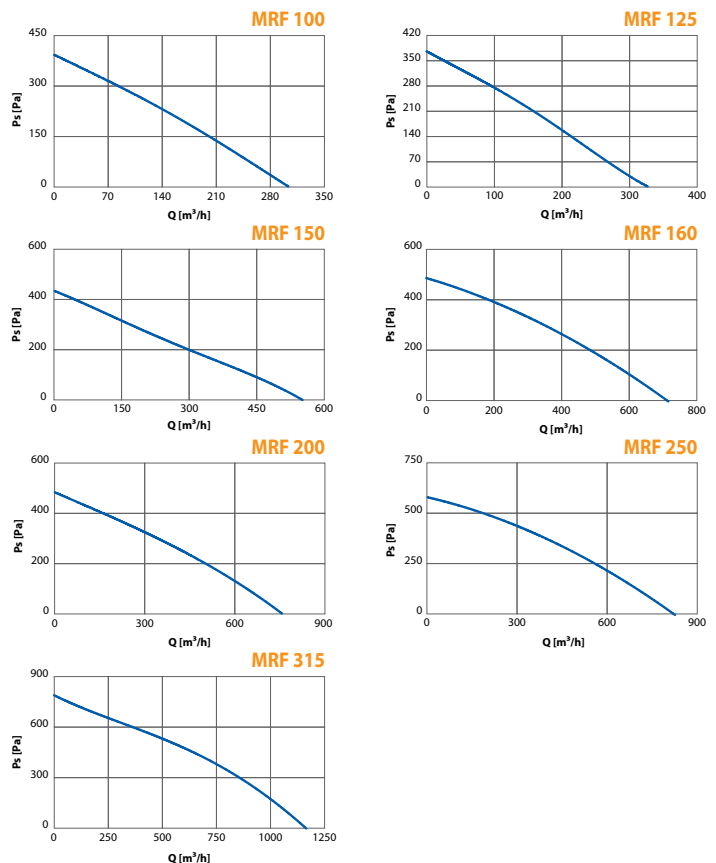 MRF 100
Ps [Pa]
450
300
150
0
0 70 140 210 280 350
Q [m³/h]
MRF 125
Ps [Pa]
420
350
280
210
140
70
0
0 100 200 300 400
Q [m³/h]
MRF 150
Ps [Pa]
600
400
200
0
0 150 300 450 600
Q [m³/h]
MRF 160
Ps [Pa]
600
400
200
0
0 200 400 600 800
Q [m³/h]
MRF 200
Ps [Pa]
600
400
200
0
0 300 600 900
Q [m³/h]
MRF 250
Ps [Pa]
750
500
250
0
0 300 600 900
Q [m³/h]
MRF 315
Ps [Pa]
900
600
300
0
0 250 500 750 1000 1250
Q [m³/h]